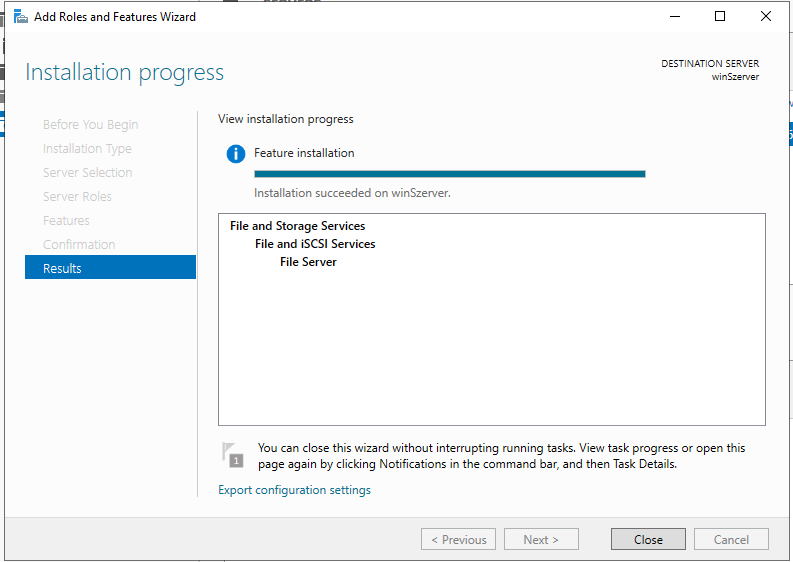 Add Roles and Features Wizard
Installation progress
DESTINATION SERVER
winSzerver
Before You Begin
Installation Type
Server Selection
Server Roles
Features
Confirmation
Results
View installation progress
Feature installation
Installation succeeded on winSzerver.
File and Storage Services
File and iSCSI Services
File Server
1
You can close this wizard without interrupting running tasks. View task progress or open this
page again by clicking Notifications in the command bar, and then Task Details.
Export configuration settings
< Previous
Next >
Close
Cancel